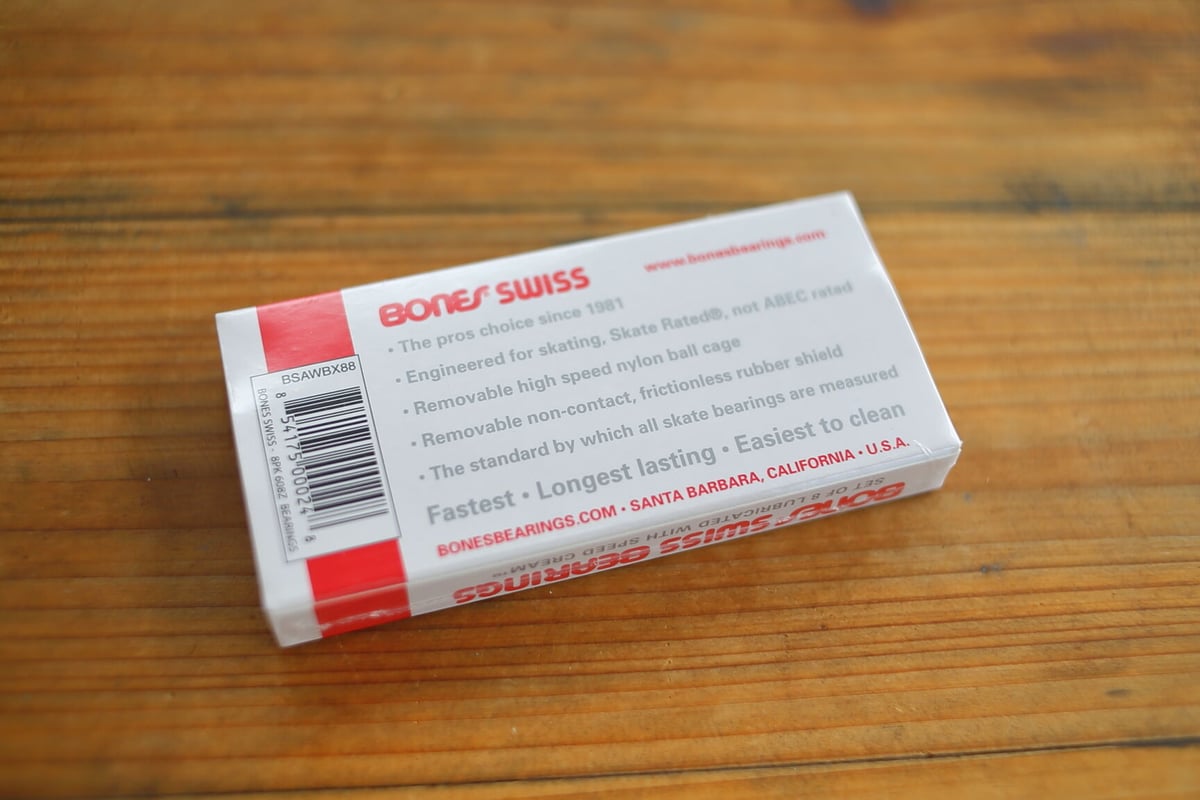 BONES SWISS
www.bonesbearings.com
• The pros choice since 1981
• Engineered for skating, Skate Rated®, not ABEC rated
• Removable high speed nylon ball cage
• Removable non-contact, frictionless rubber shield
• The standard by which all skate bearings are measured
Fastest • Longest lasting • Easiest to clean
BONESBEARINGS.COM • SANTA BARBARA, CALIFORNIA • U.S.A.
BSAWBX88
8 54175 00024 8
BONES SWISS - 8PK 608Z BEARINGS
BONES SWISS BEARINGS
SET OF 8 LUBRICATED WITH SPEED CREAM™